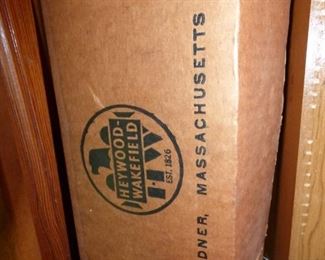 HEYWOOD-
WAKEFIELD
EST. 1826
DNER, MASSACHUSETTS